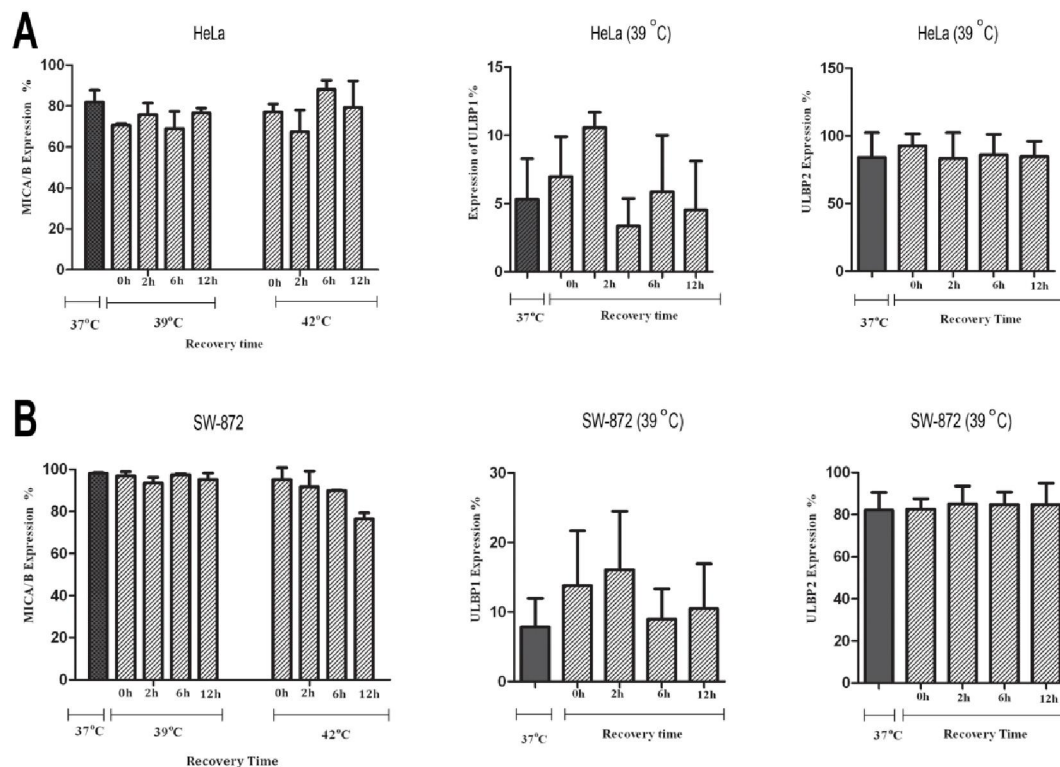 A
HeLa
MICA/B Expression %
100
80
60
40
20
0
0h 2h 6h 12h 0h 2h 6h 12h
37°C 39°C 42°C
Recovery time
HeLa (39 °C)
Expression of ULBP1 %
15
10
5
0
0h 2h 6h 12h
37°C Recovery time
HeLa (39 °C)
ULBP2 Expression %
150
100
50
0
0h 2h 6h 12h
37°C Recovery Time
B
SW-872
MICA/B Expression %
100
80
60
40
20
0
0h 2h 6h 12h 0h 2h 6h 12h
37°C 39°C 42°C
Recovery Time
SW-872 (39 °C)
ULBP1 Expression %
30
20
10
0
0h 2h 6h 12h
37°C Recovery time
SW-872 (39 °C)
ULBP2 Expression %
100
80
60
40
20
0
0h 2h 6h 12h
37°C Recovery Time